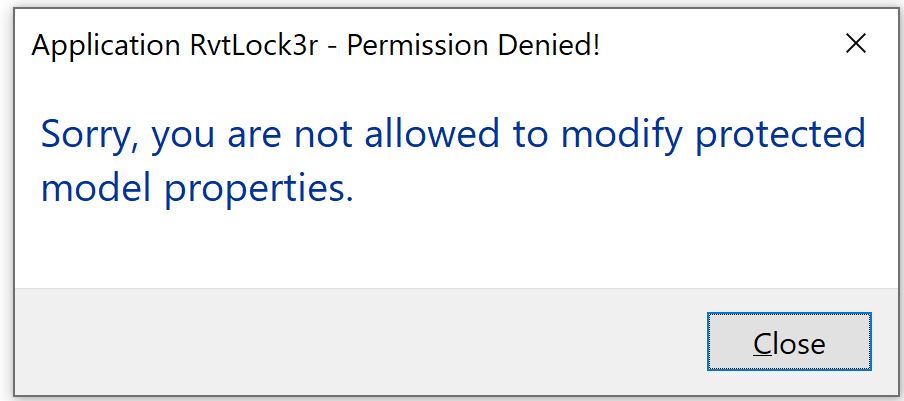 Application RvtLock3r - Permission Denied!
Sorry, you are not allowed to modify protected
model properties.
Close